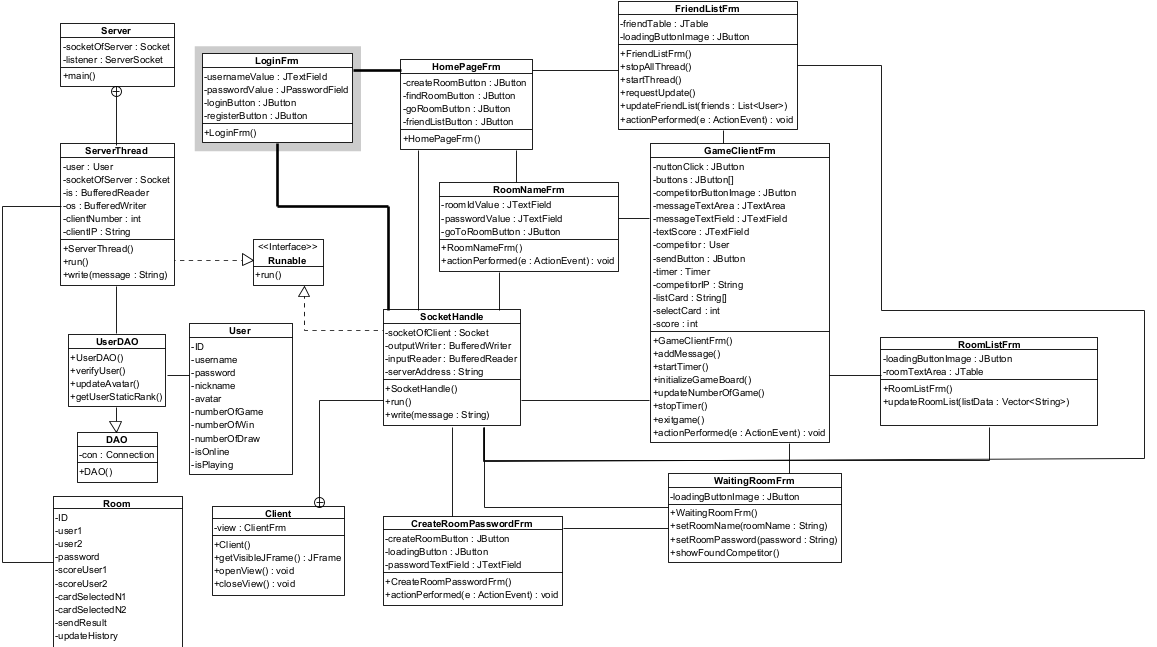 Server
-socketOfServer : Socket
-listener : ServerSocket
+main()
LoginFrm
-usernameValue : JTextField
-passwordValue : JPasswordField
-loginButton : JButton
-registerButton : JButton
+LoginFrm()
HomePageFrm
-createRoomButton : JButton
-findRoomButton : JButton
-goRoomButton : JButton
-friendListButton : JButton
+HomePageFrm()
FriendListFrm
-friendTable : JTable
-loadingButtonImage : JButton
+FriendListFrm()
+stopAllThread()
+startThread()
+requestUpdate()
+updateFriendList(friends : List<User>)
+actionPerformed(e : ActionEvent) : void
ServerThread
-user : User
-socketOfServer : Socket
-is : BufferedReader
-os : BufferedWriter
-clientNumber : int
-clientIP : String
+ServerThread()
+run()
+write(message : String)
<<Interface>>
Runable
+run()
RoomNameFrm
-roomIdValue : JTextField
-passwordValue : JTextField
-goToRoomButton : JButton
+RoomNameFrm()
+actionPerformed(e : ActionEvent) : void
GameClientFrm
-nuttonClick : JButton
-buttons : JButton[]
-competitorButtonImage : JButton
-messageTextArea : JTextArea
-messageTextField : JTextField
-textScore : JTextField
-competitor : User
-sendButton : JButton
-timer : Timer
-competitorIP : String
-listCard : String[]
-selectCard : int
-score : int
+GameClientFrm()
+addMessage()
+startTimer()
+initializeGameBoard()
+updateNumberOfGame()
+stopTimer()
+exitgame()
+actionPerformed(e : ActionEvent) : void
UserDAO
+UserDAO()
+verifyUser()
+updateAvatar()
+getUserStaticRank()
User
-ID
-username
-password
-nickname
-avatar
-numberOfGame
-numberOfWin
-numberOfDraw
-isOnline
-isPlaying
SocketHandle
-socketOfClient : Socket
-outputWriter : BufferedWriter
-inputReader : BufferedReader
-serverAddress : String
+SocketHandle()
+run()
+write(message : String)
RoomListFrm
-loadingButtonImage : JButton
-roomTextArea : JTable
+RoomListFrm()
+updateRoomList(listData : Vector<String>)
DAO
-con : Connection
+DAO()
Room
-ID
-user1
-user2
-password
-scoreUser1
-scoreUser2
-cardSelectedN1
-cardSelectedN2
-sendResult
-updateHistory
Client
-view : ClientFrm
+Client()
+getVisibleJFrame() : JFrame
+openView() : void
+closeView() : void
CreateRoomPasswordFrm
-createRoomButton : JButton
-loadingButton : JButton
-passwordTextField : JTextField
+CreateRoomPasswordFrm()
+actionPerformed(e : ActionEvent) : void
WaitingRoomFrm
-loadingButtonImage : JButton
+WaitingRoomFrm()
+setRoomName(roomName : String)
+setRoomPassword(password : String)
+showFoundCompetitor()